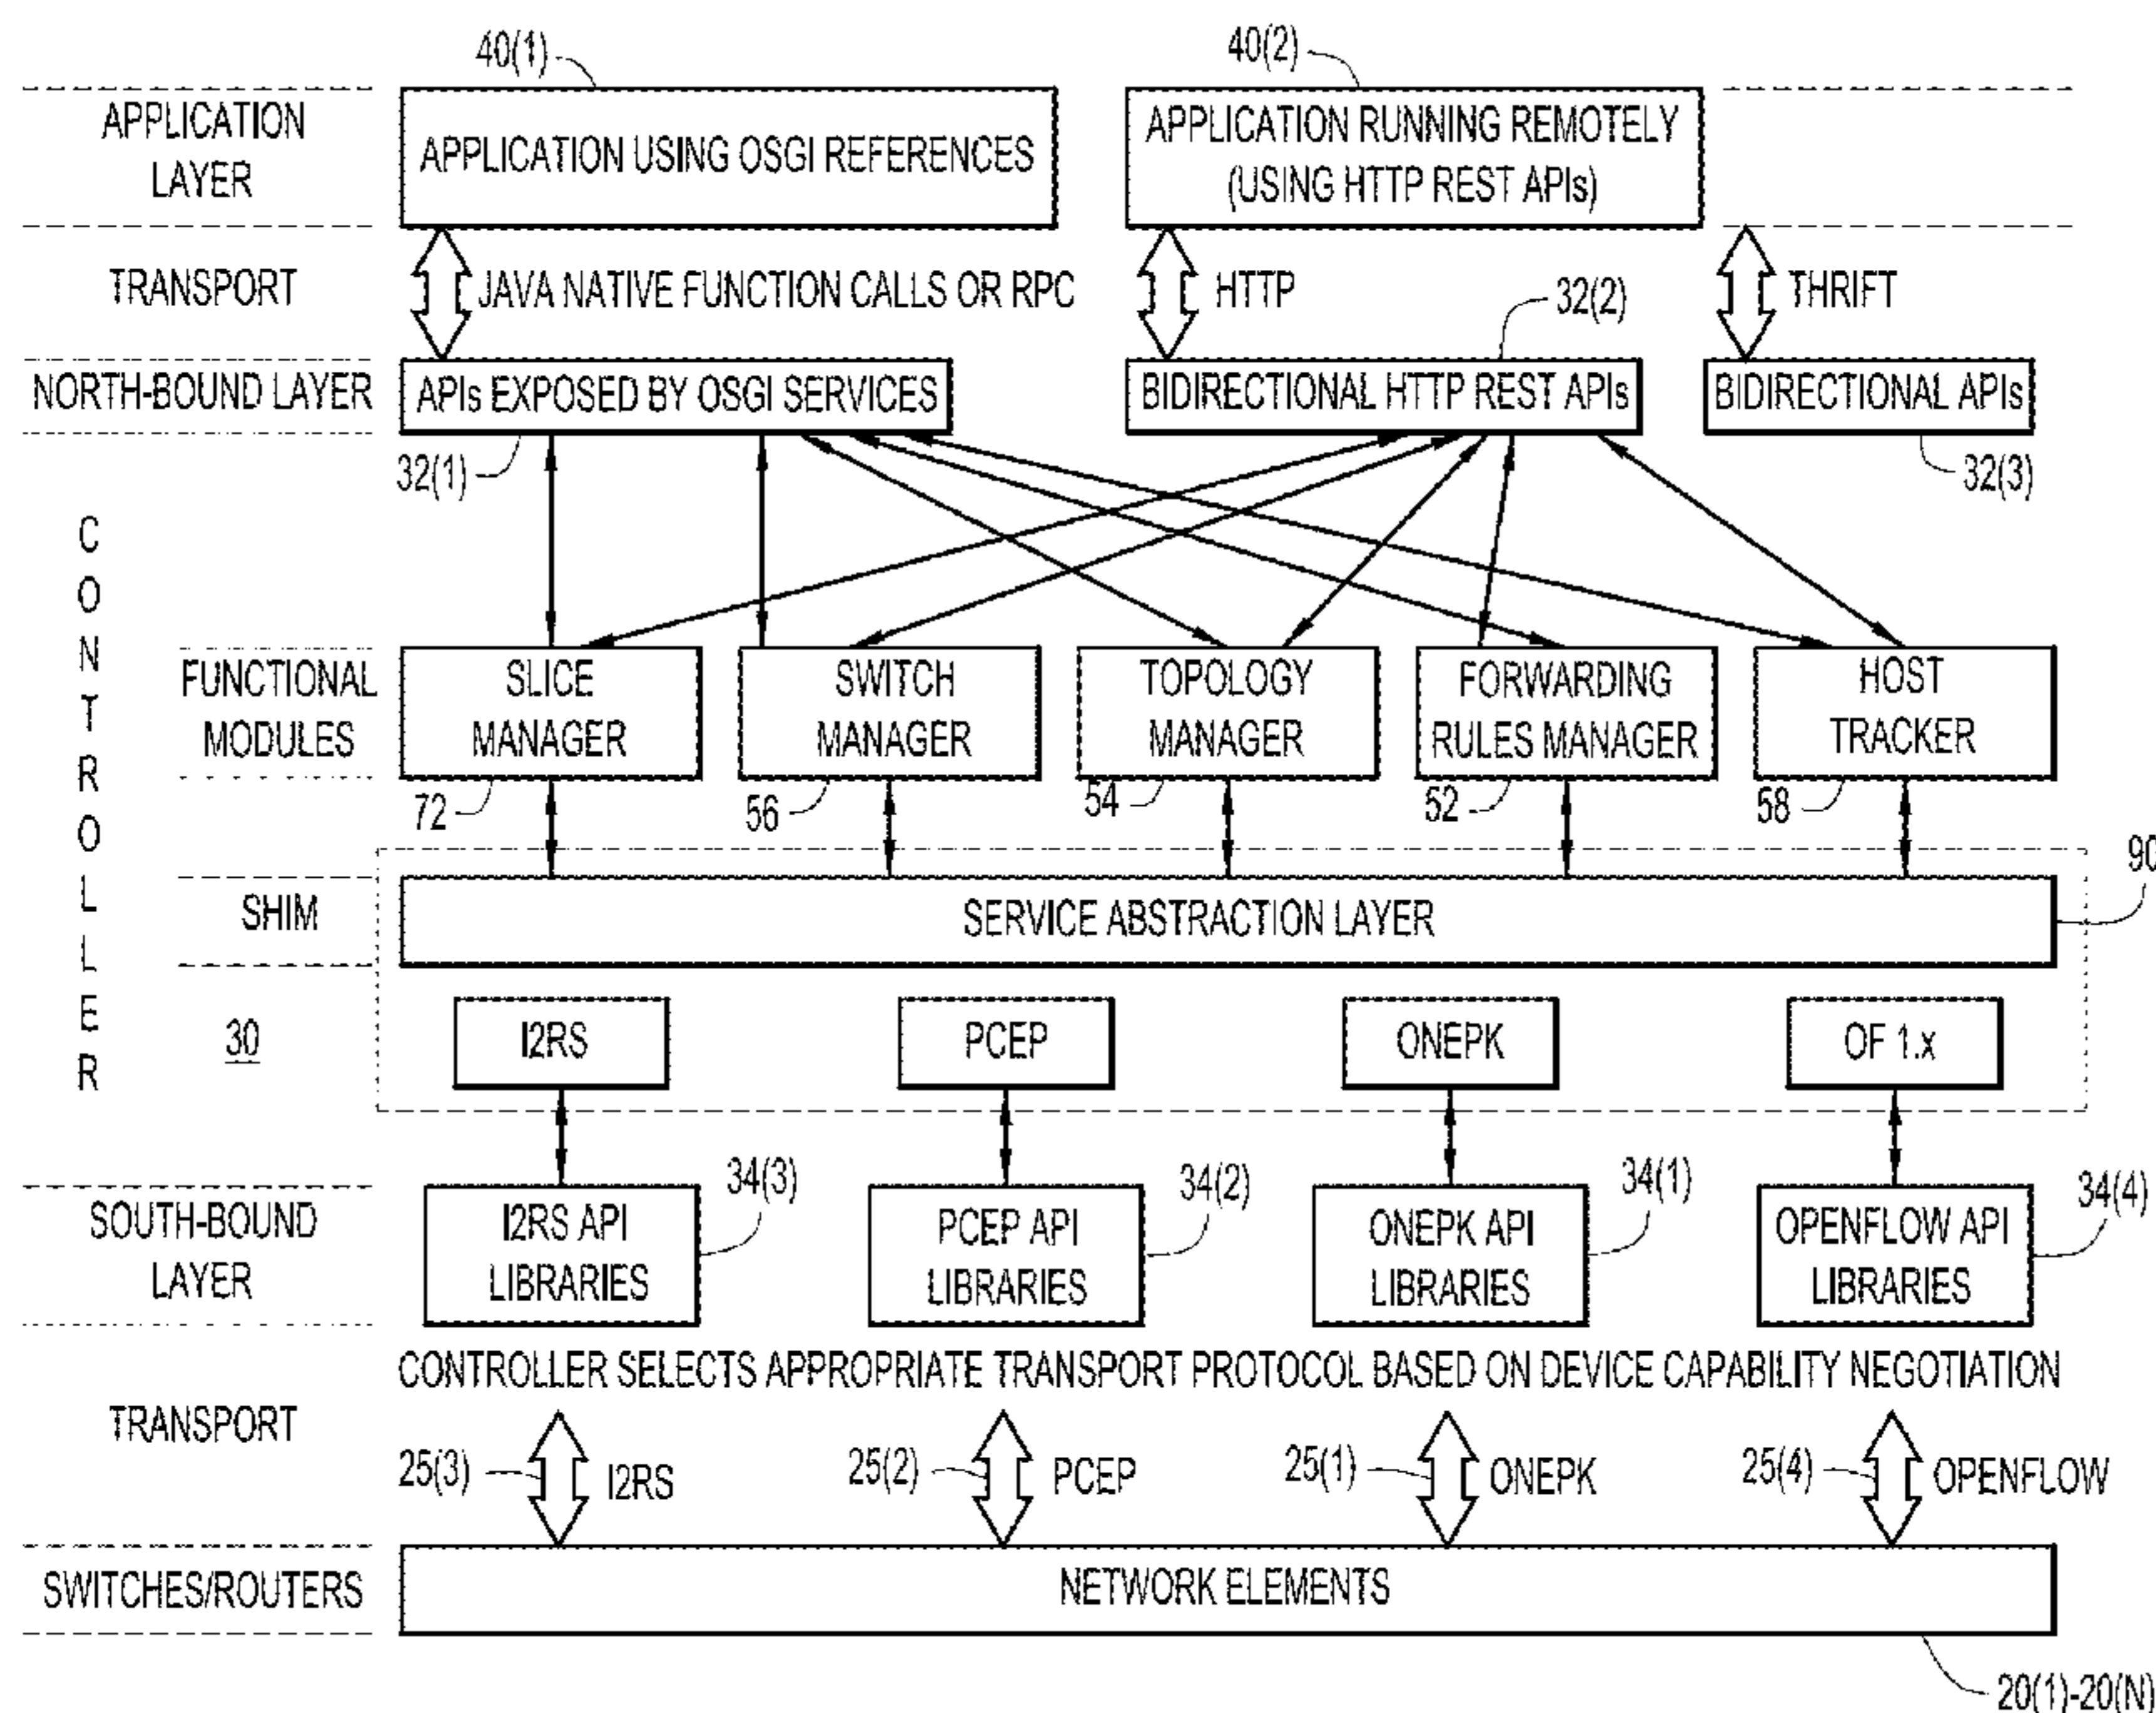 40(1)
40(2)
APPLICATION
LAYER
APPLICATION USING OSGI REFERENCES
APPLICATION RUNNING REMOTELY
(USING HTTP REST APIs)
TRANSPORT
JAVA NATIVE FUNCTION CALLS OR RPC
HTTP
32(2)
THRIFT
NORTH-BOUND LAYER
APIs EXPOSED BY OSGI SERVICES
BIDIRECTIONAL HTTP REST APIs
BIDIRECTIONAL APIs
32(1)
32(3)
CONTROLLER
FUNCTIONAL
MODULES
SLICE
MANAGER
SWITCH
MANAGER
TOPOLOGY
MANAGER
FORWARDING
RULES MANAGER
HOST
TRACKER
72
56
54
52
58
90
SHIM
SERVICE ABSTRACTION LAYER
30
I2RS
PCEP
ONEPK
OF 1.x
34(3)
34(2)
34(1)
34(4)
SOUTH-BOUND
LAYER
I2RS API
LIBRARIES
PCEP API
LIBRARIES
ONEPK API
LIBRARIES
OPENFLOW API
LIBRARIES
CONTROLLER SELECTS APPROPRIATE TRANSPORT PROTOCOL BASED ON DEVICE CAPABILITY NEGOTIATION
TRANSPORT
25(3)
I2RS
25(2)
PCEP
25(1)
ONEPK
25(4)
OPENFLOW
SWITCHES/ROUTERS
NETWORK ELEMENTS
20(1)-20(N)